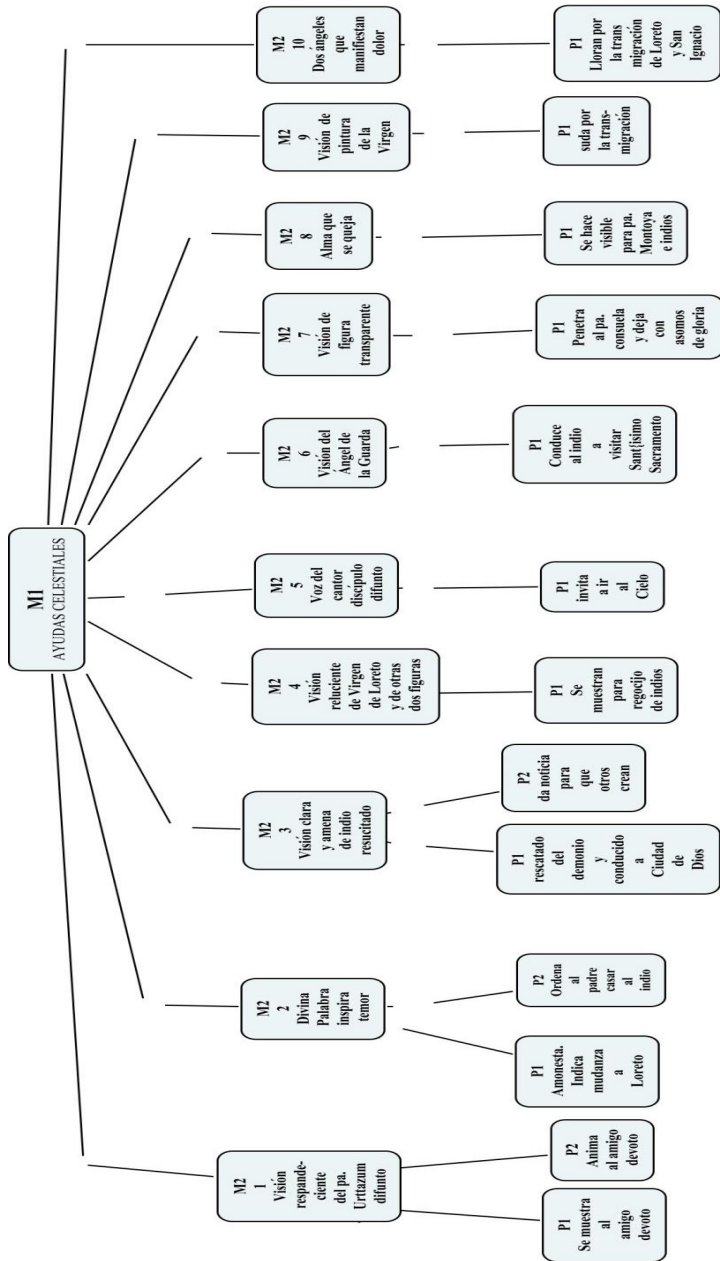 M1
AYUDAS CELESTIALES
M2
1
Visión
respande-
ciente
del pa.
Urttazum
difunto
P1
Se muestra
al
amigo
devoto
P2
Anima
al amigo
devoto
M2
2
Divina
Palabra
inspira
temor
P1
Amonesta.
Indica
mudanza
a
Loreto
P2
Ordena
al
padre
casar
al
indio
M2
3
Visión clara
y amena
de indio
resucitado
P1
rescatado
del
demonio
y
conducido
a
Ciudad
de
Dios
P2
da noticia
para
que
otros
crean
M2
4
Visión
reluciente
de Virgen
de Loreto
y de otras
dos figuras
P1
Se
muestran
para
regocijo
de indios
M2
5
Voz del
cantor
discípulo
difunto
P1
invita
a ir
al
Cielo
M2
6
Visión del
Ángel de
la Guarda
P1
Conduce
al indio
a
visitar
Sant{isimo
Sacramento
M2
7
Visión de
figura
transparente
P1
Penetra
al pa.
consuela
y deja
con
asomos
de gloria
M2
8
Alma que
se queja
P1
Se hace
visible
para pa.
Montoya
e indios
M2
9
Visión de
pintura
de la
Virgen
P1
suda por
la trans-
migración
M2
10
Dós ángeles
que
manifiestan
dolor
P1
Lloran por
la trans
migración
de Loreto
y San
Ignacio